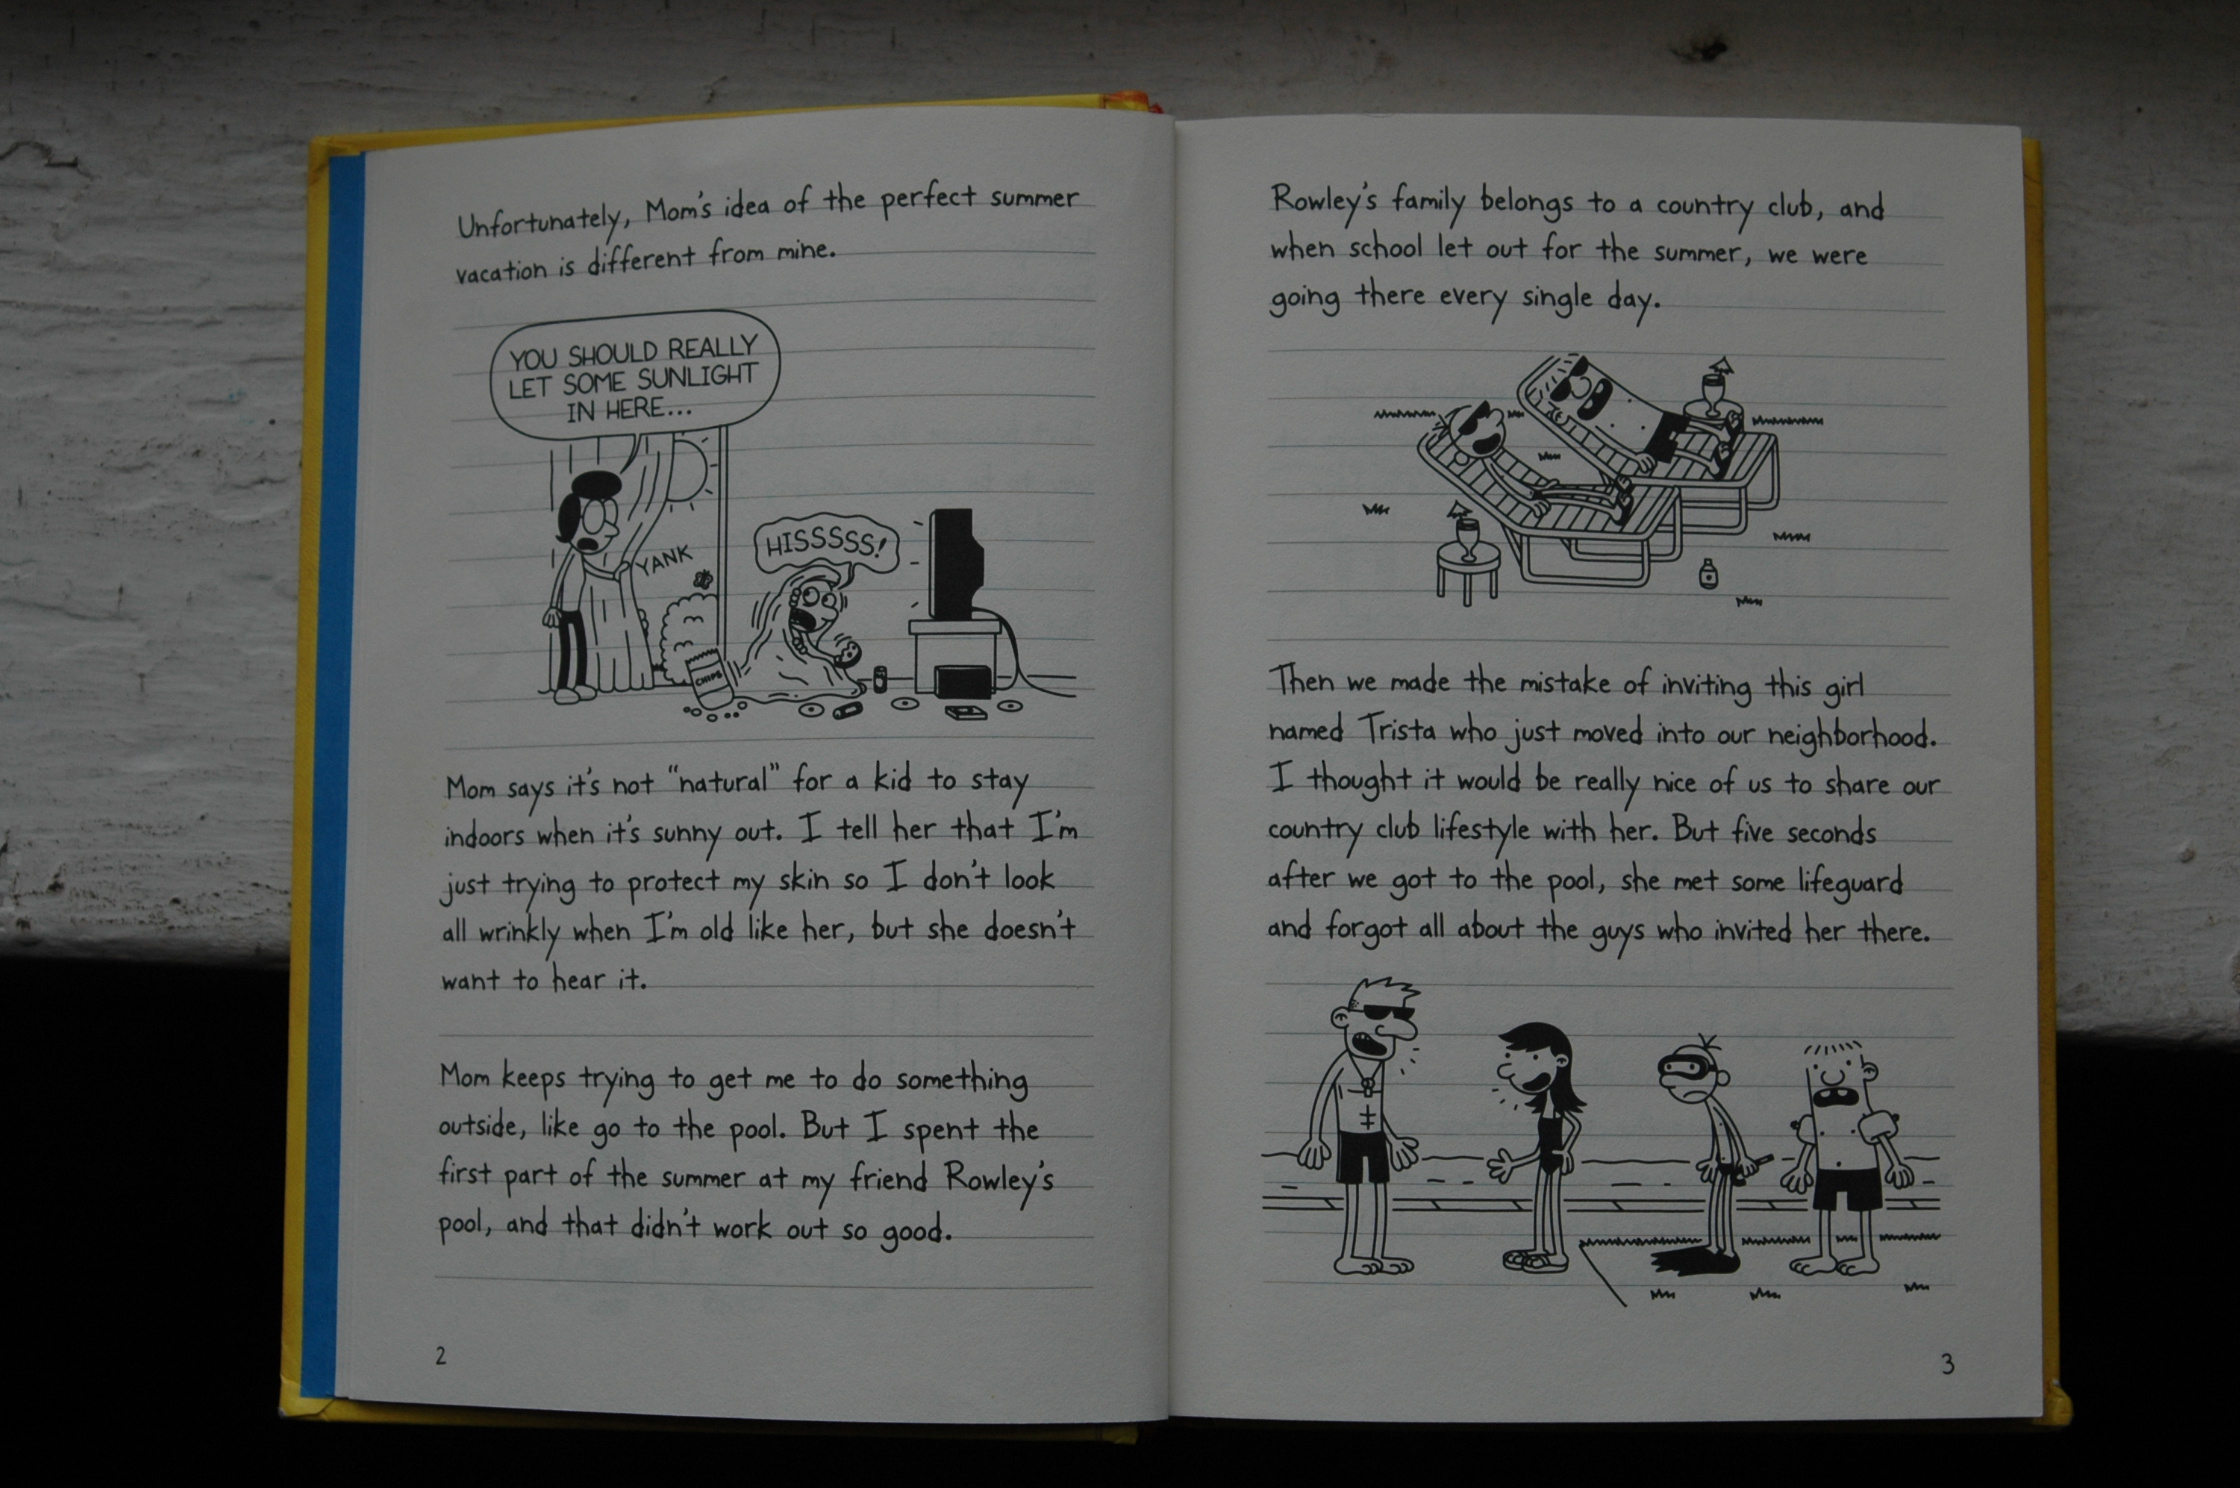 Unfortunately, Mom's idea of the perfect summer
vacation is different from mine.
YOU SHOULD REALLY
LET SOME SUNLIGHT
IN HERE...
YANK
HISSSSS!
CHIPS
Mom says it's not "natural" for a kid to stay
indoors when it's sunny out. I tell her that I'm
just trying to protect my skin so I don't look
all wrinkly when I'm old like her, but she doesn't
want to hear it.
Mom keeps trying to get me to do something
outside, like go to the pool. But I spent the
first part of the summer at my friend Rowley's
pool, and that didn't work out so good.
2
Rowley's family belongs to a country club, and
when school let out for the summer, we were
going there every single day.
Then we made the mistake of inviting this girl
named Trista who just moved into our neighborhood.
I thought it would be really nice of us to share our
country club lifestyle with her. But five seconds
after we got to the pool, she met some lifeguard
and forgot all about the guys who invited her there.
3